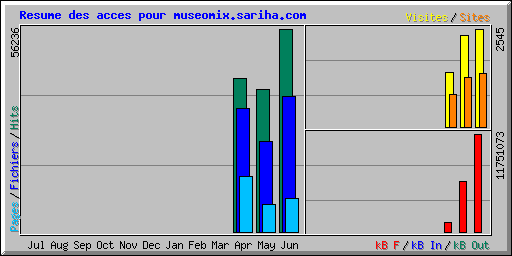 Resume des acces pour museomix.sariha.com
Visites/Sites
56236
2545
Pages/Fichiers/Hits
11751073
Jul Aug Sep Oct Nov Dec Jan Feb Mar Apr May Jun
kB F/kB In/kB Out